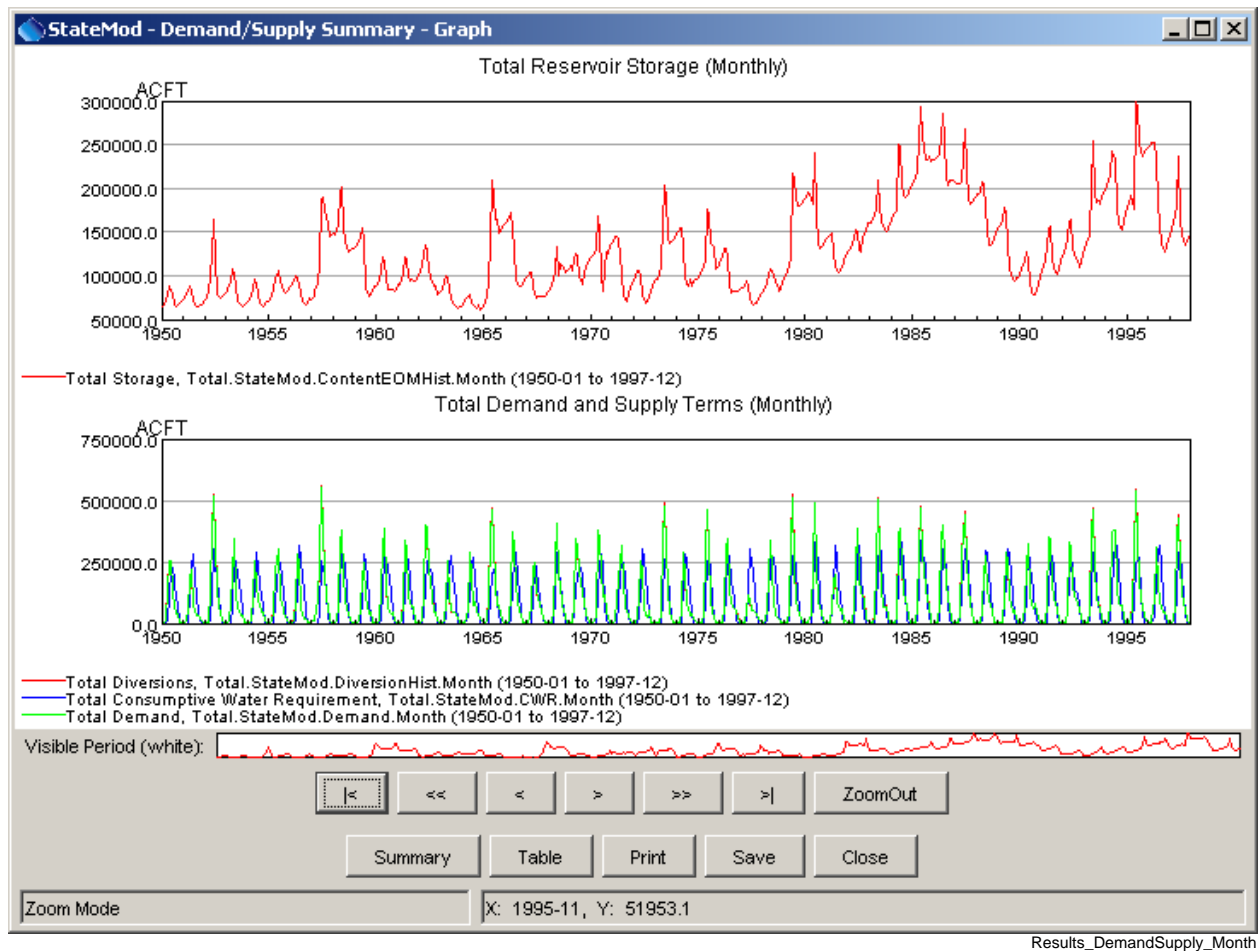 StateMod - Demand/Supply Summary - Graph
Total Reservoir Storage (Monthly)
ACFT
300000.0
250000.0
200000.0
150000.0
100000.0
50000.0
1950 1955 1960 1965 1970 1975 1980 1985 1990 1995
Total Storage, Total.StateMod.ContentEOMHist.Month (1950-01 to 1997-12)
Total Demand and Supply Terms (Monthly)
ACFT
750000.0
500000.0
250000.0
0.0
1950 1955 1960 1965 1970 1975 1980 1985 1990 1995
Total Diversions, Total.StateMod.DiversionHist.Month (1950-01 to 1997-12)
Total Consumptive Water Requirement, Total.StateMod.CWR.Month (1950-01 to 1997-12)
Total Demand, Total.StateMod.Demand.Month (1950-01 to 1997-12)
Visible Period (white):
|< << < > >> >| ZoomOut
Summary Table Print Save Close
Zoom Mode X: 1995-11, Y: 51953.1
Results_DemandSupply_Month